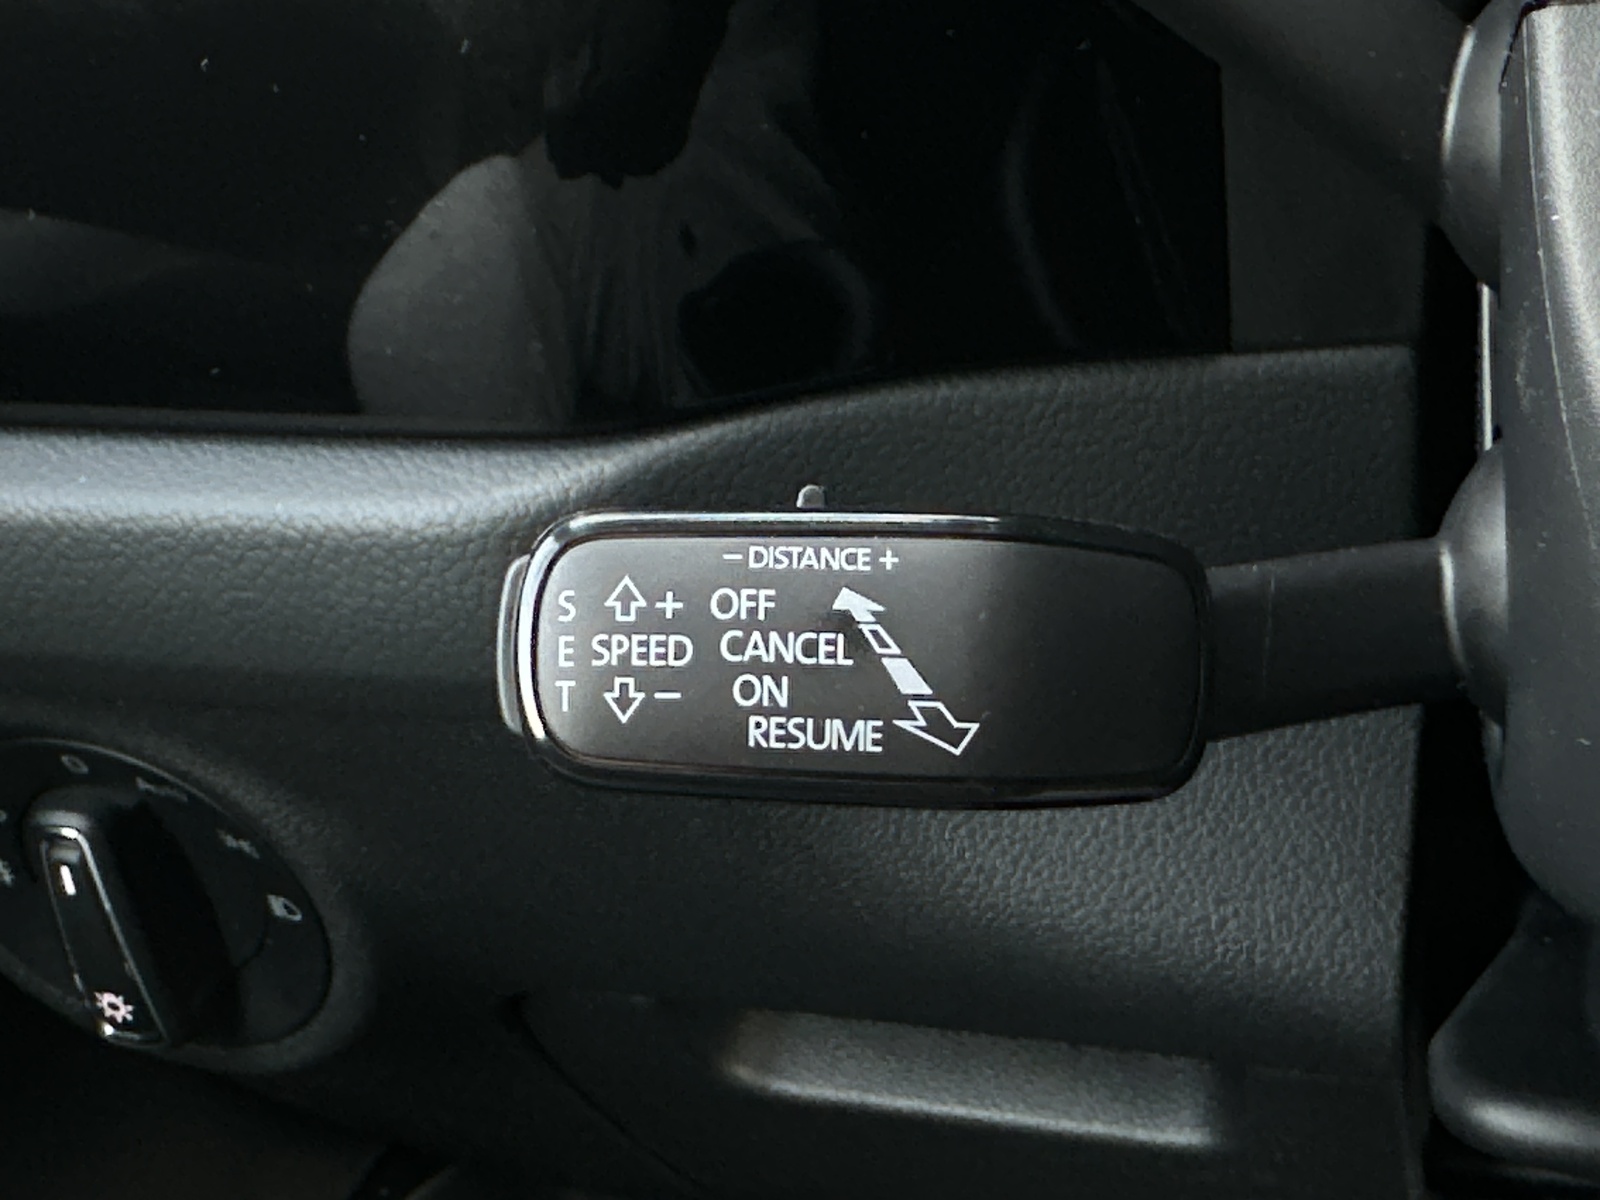 – DISTANCE +
S + OFF
E SPEED CANCEL
T – ON
RESUME